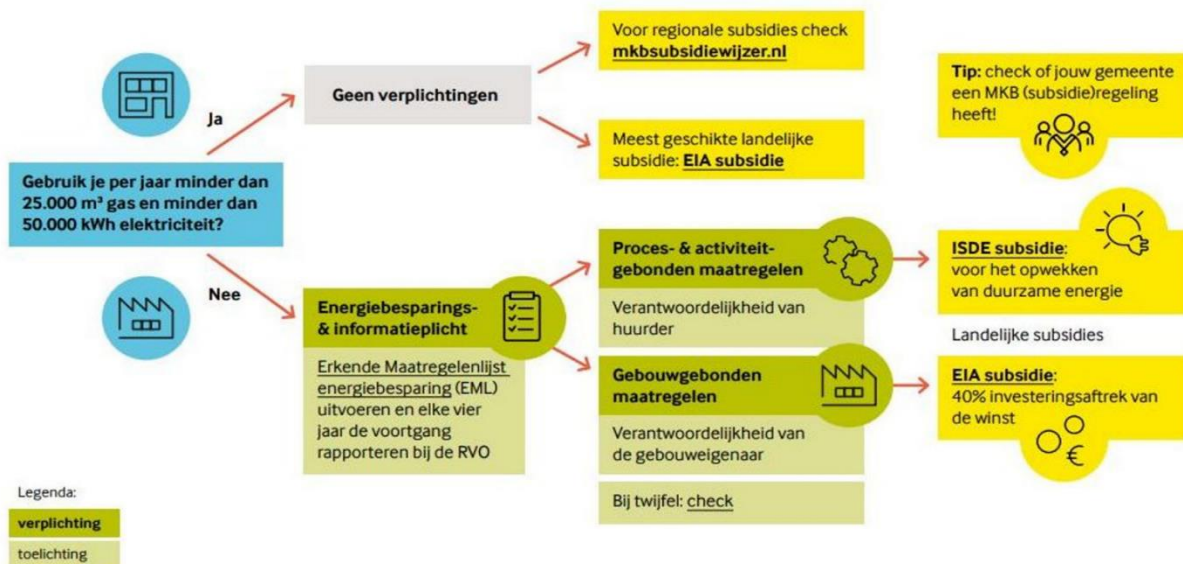 Gebruik je per jaar minder dan
25.000 m³ gas en minder dan
50.000 kWh elektriciteit?
Ja
Geen verplichtingen
Voor regionale subsidies check
mkbsubsidiewijzer.nl
Meest geschikte landelijke
subsidie: EIA subsidie
Tip: check of jouw gemeente
een MKB (subsidie)regeling
heeft!
Nee
Energiebesparings-
& informatieplicht
Erkende Maatregelenlijst
energiebesparing (EML)
uitvoeren en elke vier
jaar de voortgang
rapporteren bij de RVO
Proces- & activiteit-
gebonden maatregelen
Verantwoordelijkheid van
huurder
ISDE subsidie:
voor het opwekken
van duurzame energie
Landelijke subsidies
Gebouwgebonden
maatregelen
Verantwoordelijkheid van
de gebouweigenaar
Bij twijfel: check
EIA subsidie:
40% investeringsaftrek van
de winst
€
Legenda:
verplichting
toelichting